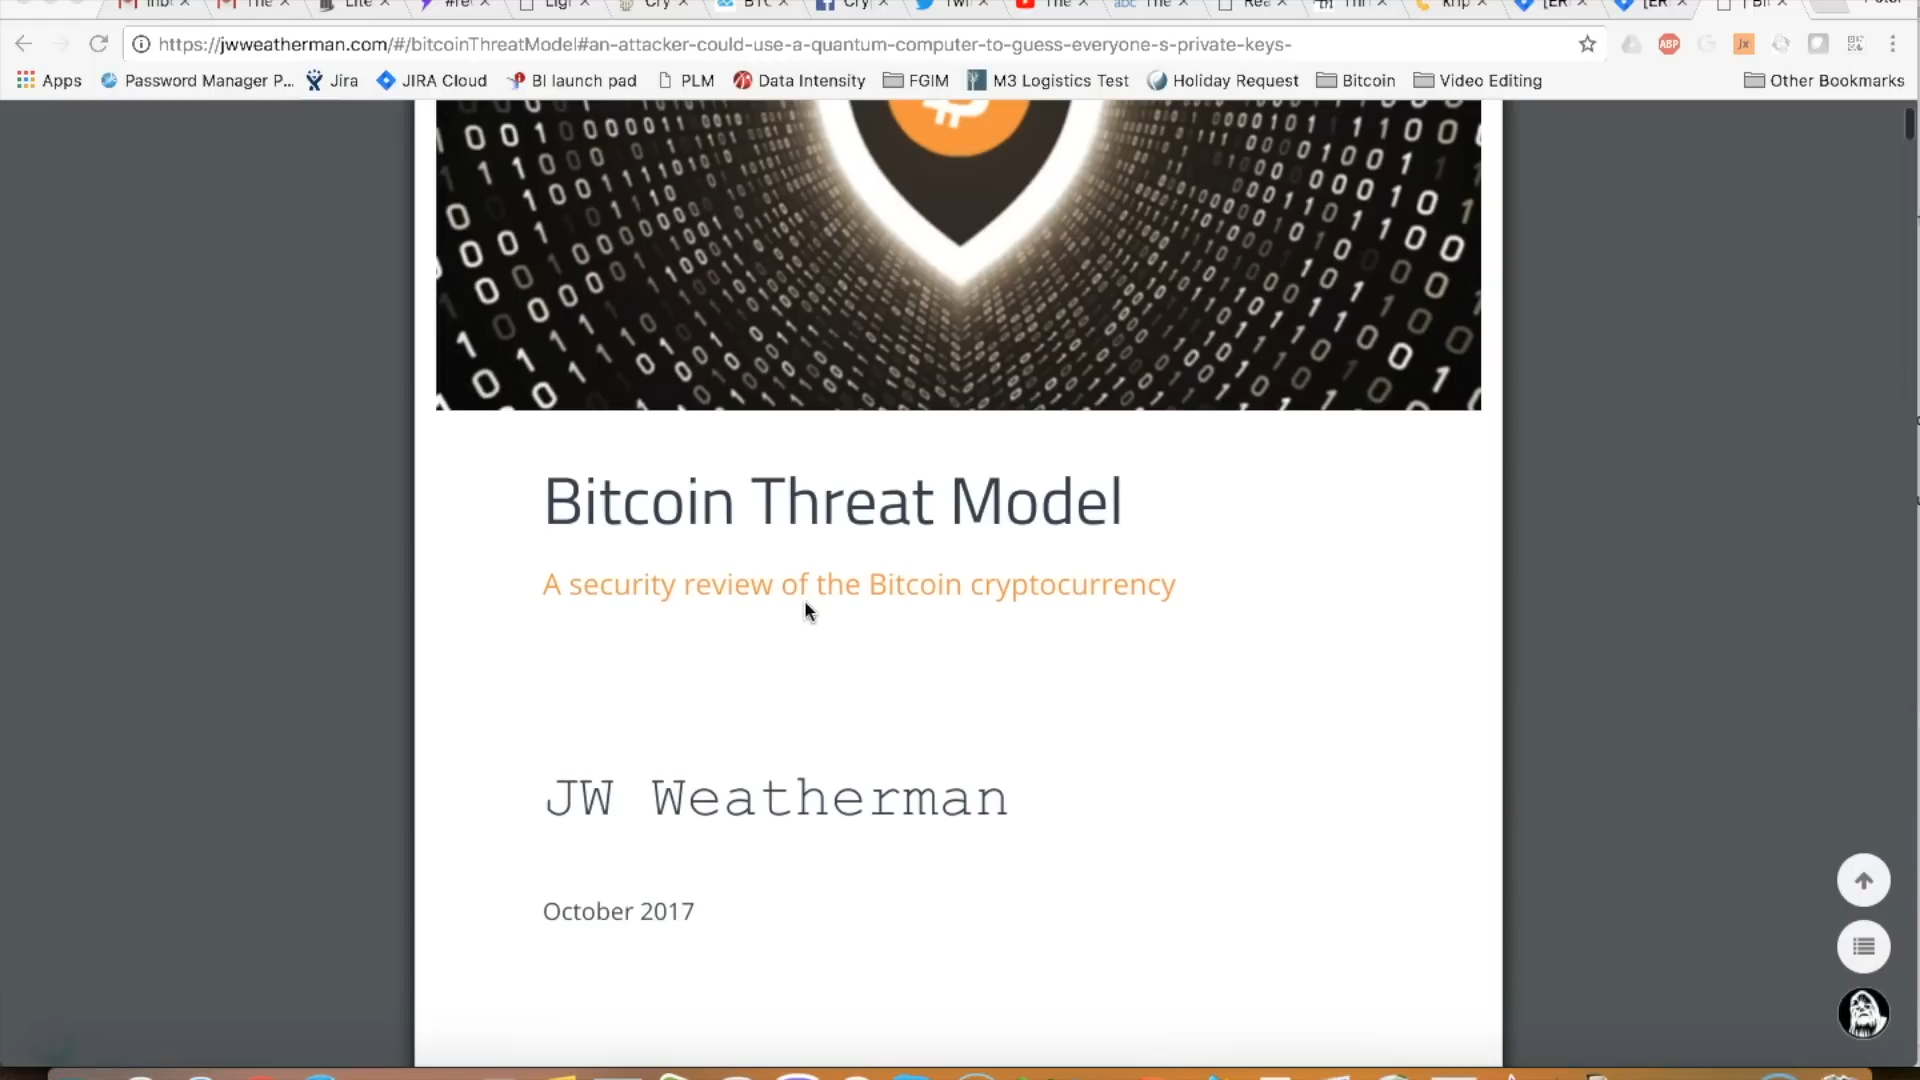 https://jwweatherman.com/#/bitcoinThreatModel#an-attacker-could-use-a-quantum-computer-to-guess-everyone-s-private-keys-
Apps Password Manager P... Jira JIRA Cloud BI launch pad PLM Data Intensity FGIM M3 Logistics Test Holiday Request Bitcoin Video Editing Other Bookmarks
Bitcoin Threat Model
A security review of the Bitcoin cryptocurrency
JW Weatherman
October 2017